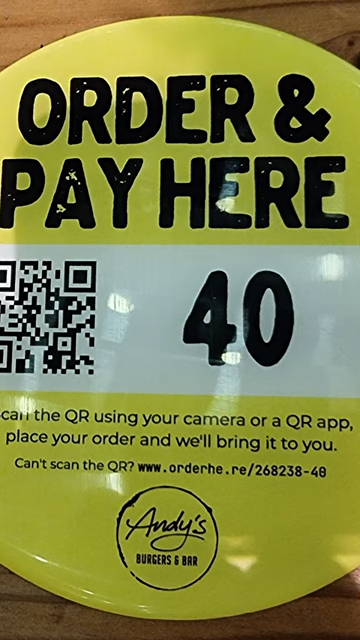 ORDER &
PAY HERE
40
can the QR using your camera or a QR app,
place your order and we'll bring it to you.
Can't scan the QR? www.orderhe.re/268238-40
Andy's
BURGERS & BAR